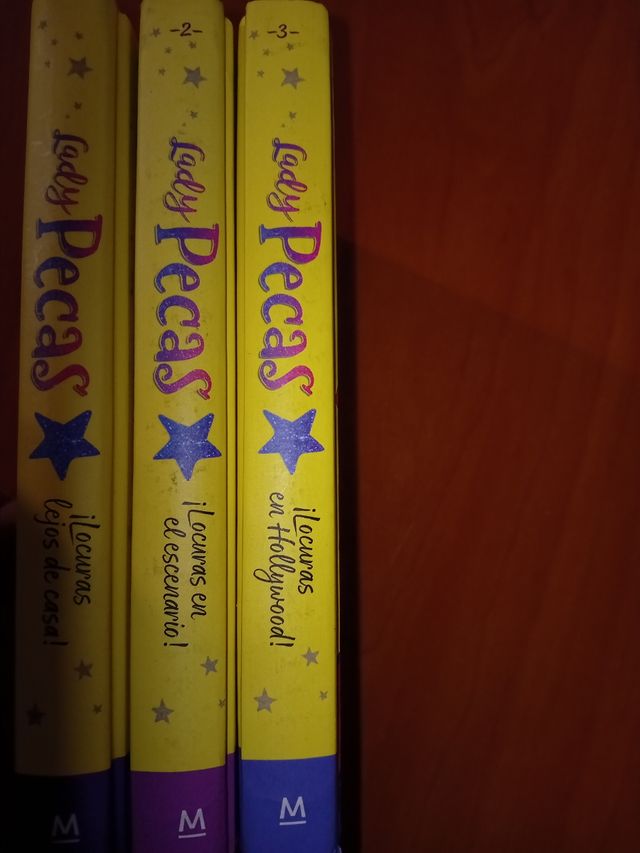 Lady
Pecas
¡Locuras
lejos de casa!
M
-2-
Lady
Pecas
¡Locuras en
el escenario!
M
-3-
Lady
Pecas
¡Locuras
en Hollywood!
M